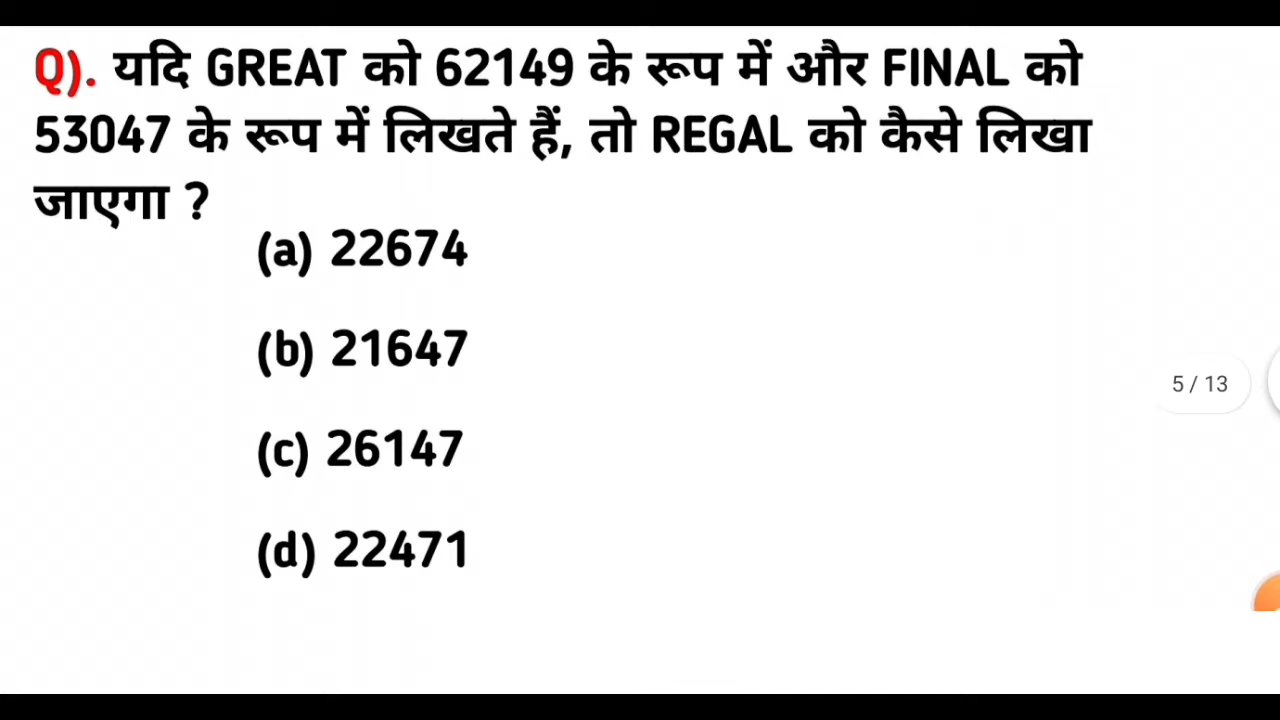 Q). यदि GREAT को 62149 के रूप में और FINAL को
53047 के रूप में लिखते हैं, तो REGAL को कैसे लिखा
जाएगा ?
(a) 22674
(b) 21647
5 / 13
(c) 26147
(d) 22471